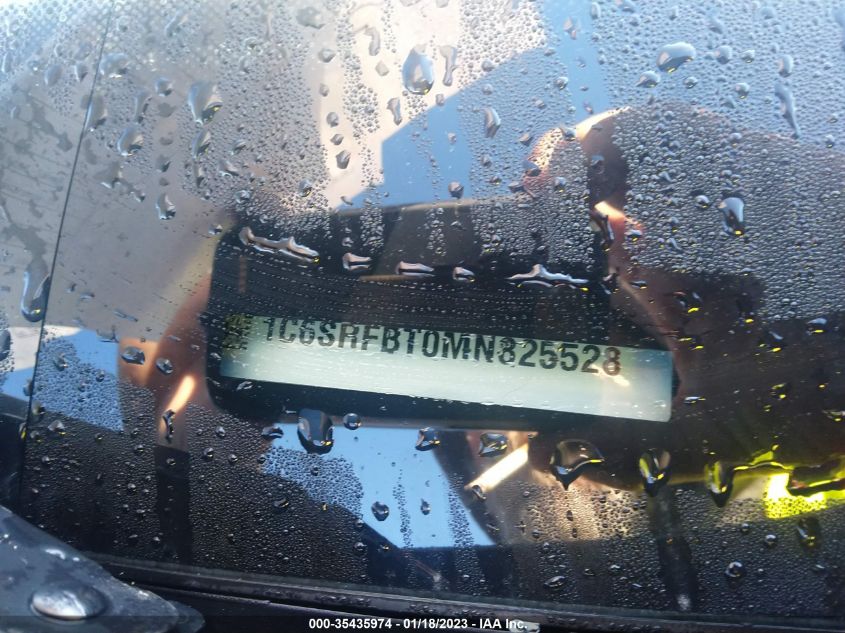 1C6SRFBT0MN825528
000-35435974 - 01/18/2023 - IAA Inc.